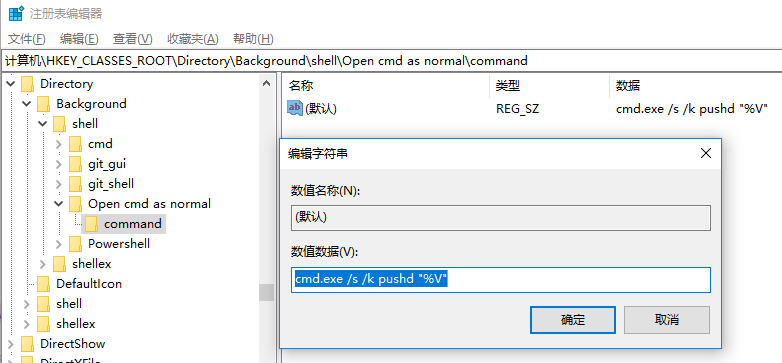 注册表编辑器
文件(F) 编辑(E) 查看(V) 收藏夹(A) 帮助(H)
计算机\HKEY_CLASSES_ROOT\Directory\Background\shell\Open cmd as normal\command
Directory
Background
shell
cmd
git_gui
git_shell
Open cmd as normal
command
Powershell
shellex
DefaultIcon
shell
shellex
DirectShow
DirectXFile
名称 类型 数据
ab (默认) REG_SZ cmd.exe /s /k pushd "%V"
编辑字符串
数值名称(N):
(默认)
数值数据(V):
cmd.exe /s /k pushd "%V"
确定 取消